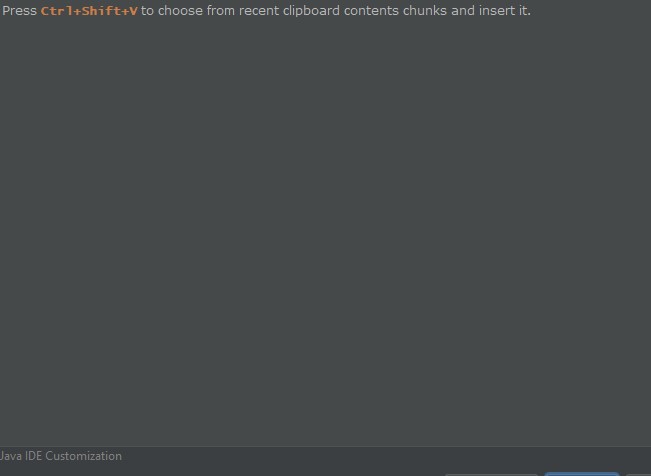 Press Ctrl+Shift+V to choose from recent clipboard contents chunks and insert it.
Java IDE Customization